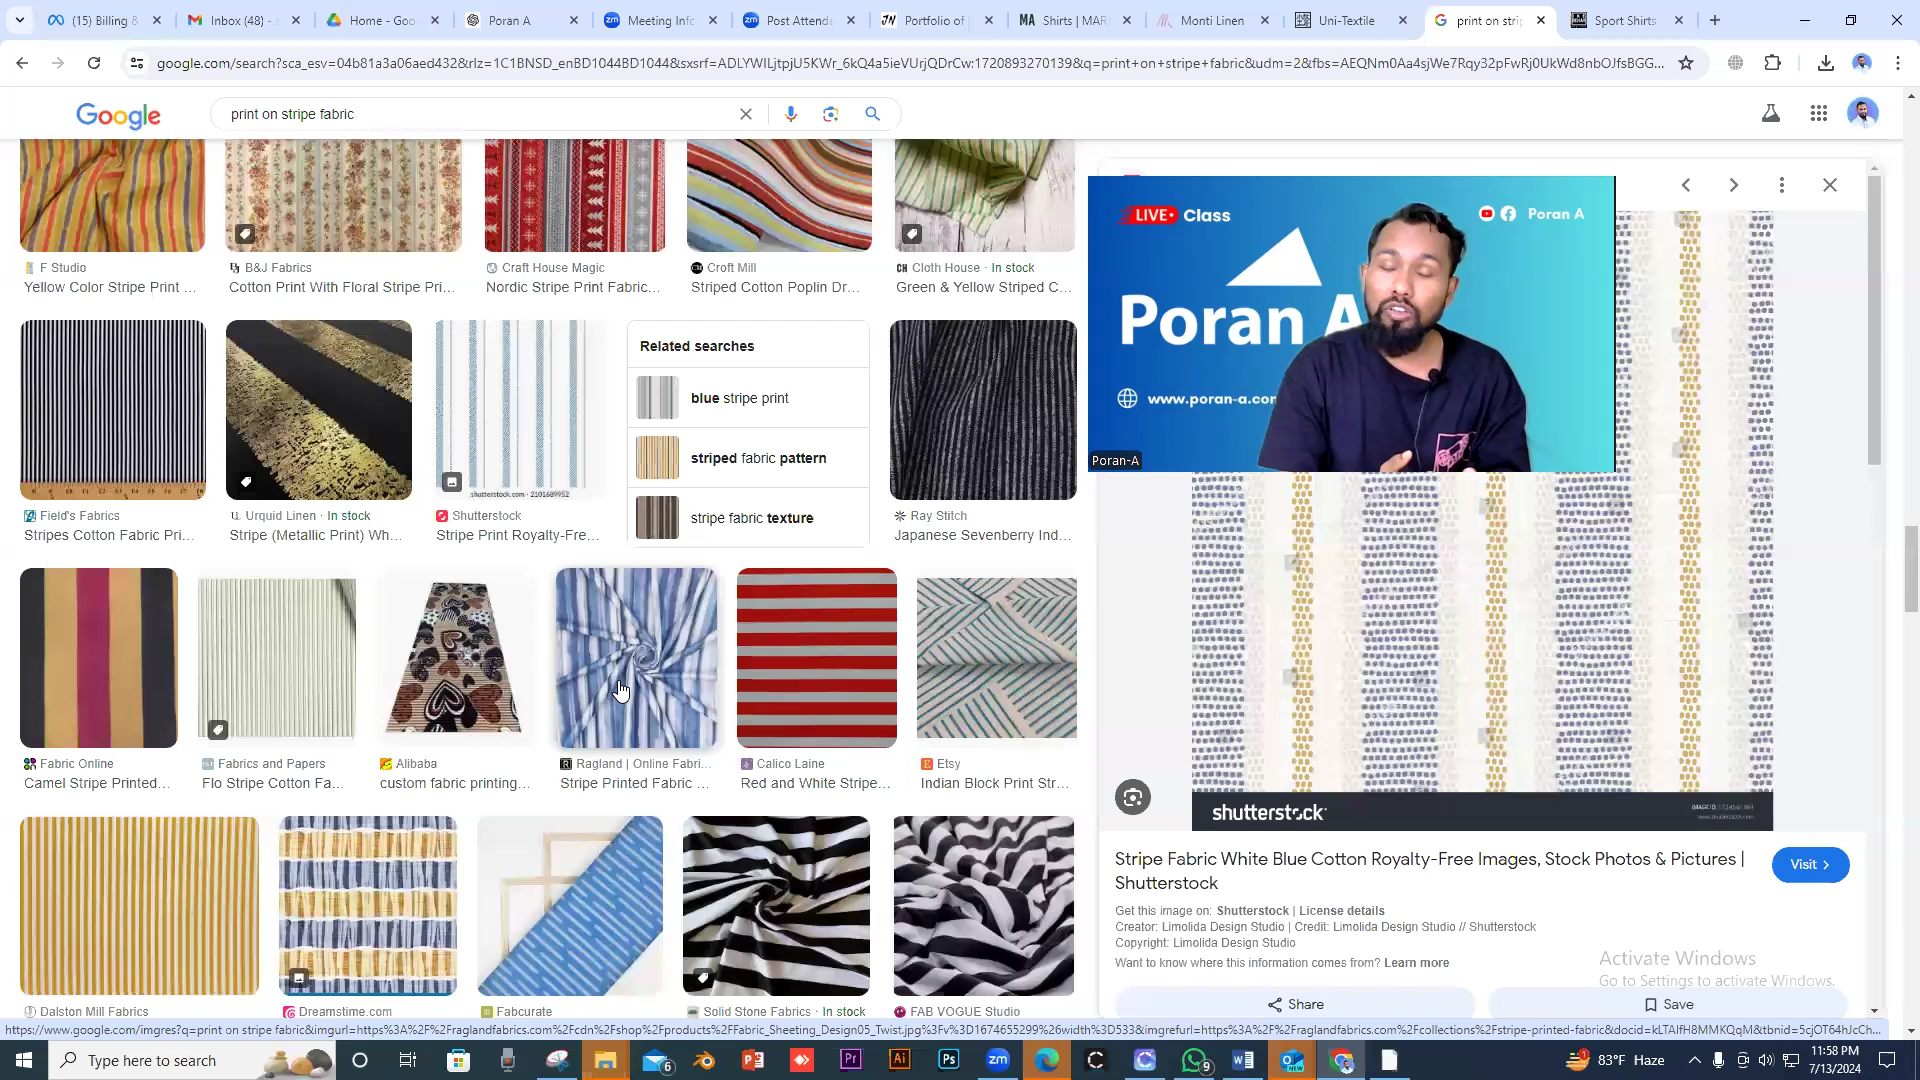 (15) Billing &
Inbox (48) - s
Home - Goo
Poran A
Meeting Info
Post Attende
Portfolio of
Shirts | MAR
Monti Linen
Uni-Textile
print on strip
Sport Shirts
google.com/search?sca_esv=04b81a3a06aed432&rlz=1C1BNSD_enBD1044BD1044&sxsrf=ADLYWILjtpjU5KWr_6kQ4a5ieVUrjQDrCw:1720893270139&q=print+on+stripe+fabric&udm=2&fbs=AEQNm0Aa4sjWe7Rqy32pFwRj0UkWd8nbOJfsBGG...
Google
print on stripe fabric
F Studio
Yellow Color Stripe Print ...
B&J Fabrics
Cotton Print With Floral Stripe Pri...
Craft House Magic
Nordic Stripe Print Fabric...
Croft Mill
Striped Cotton Poplin Dr...
Cloth House · In stock
Green & Yellow Striped C...
LIVE Class
Poran A
Poran A
www.poran-a.com
Poran-A
Related searches
blue stripe print
striped fabric pattern
stripe fabric texture
shutterstock.com · 2101609952
Field's Fabrics
Stripes Cotton Fabric Pri...
Urquid Linen · In stock
Stripe (Metallic Print) Wh...
Shutterstock
Stripe Print Royalty-Fre...
Ray Stitch
Japanese Sevenberry Ind...
Fabric Online
Camel Stripe Printed...
Fabrics and Papers
Flo Stripe Cotton Fa...
Alibaba
custom fabric printing...
Ragland | Online Fabri...
Stripe Printed Fabric ...
Calico Laine
Red and White Stripe...
Etsy
Indian Block Print Str...
Dalston Mill Fabrics
Dreamstime.com
Fabcurate
Solid Stone Fabrics · In stock
FAB VOGUE Studio
shutterstock
Stripe Fabric White Blue Cotton Royalty-Free Images, Stock Photos & Pictures |
Shutterstock
Visit
Get this image on: Shutterstock | License details
Creator: Limolida Design Studio | Credit: Limolida Design Studio // Shutterstock
Copyright: Limolida Design Studio
Want to know where this information comes from? Learn more
Share
Save
Activate Windows
Go to Settings to activate Windows.
https://www.google.com/imgres?q=print on stripe fabric&imgurl=https%3A%2F%2Fraglandfabrics.com%2Fcdn%2Fshop%2Fproducts%2FFabric_Sheeting_Design05_Twist.jpg%3Fv%3D1674655299%26width%3D533&imgrefurl=https%3A%2F%2Fraglandfabrics.com%2Fcollections%2Fstripe-printed-fabric&docid=kLTAIfH8MMKQqM&tbnid=5cjOT64hJcCh...
Type here to search
83°F Haze
11:58 PM
7/13/2024